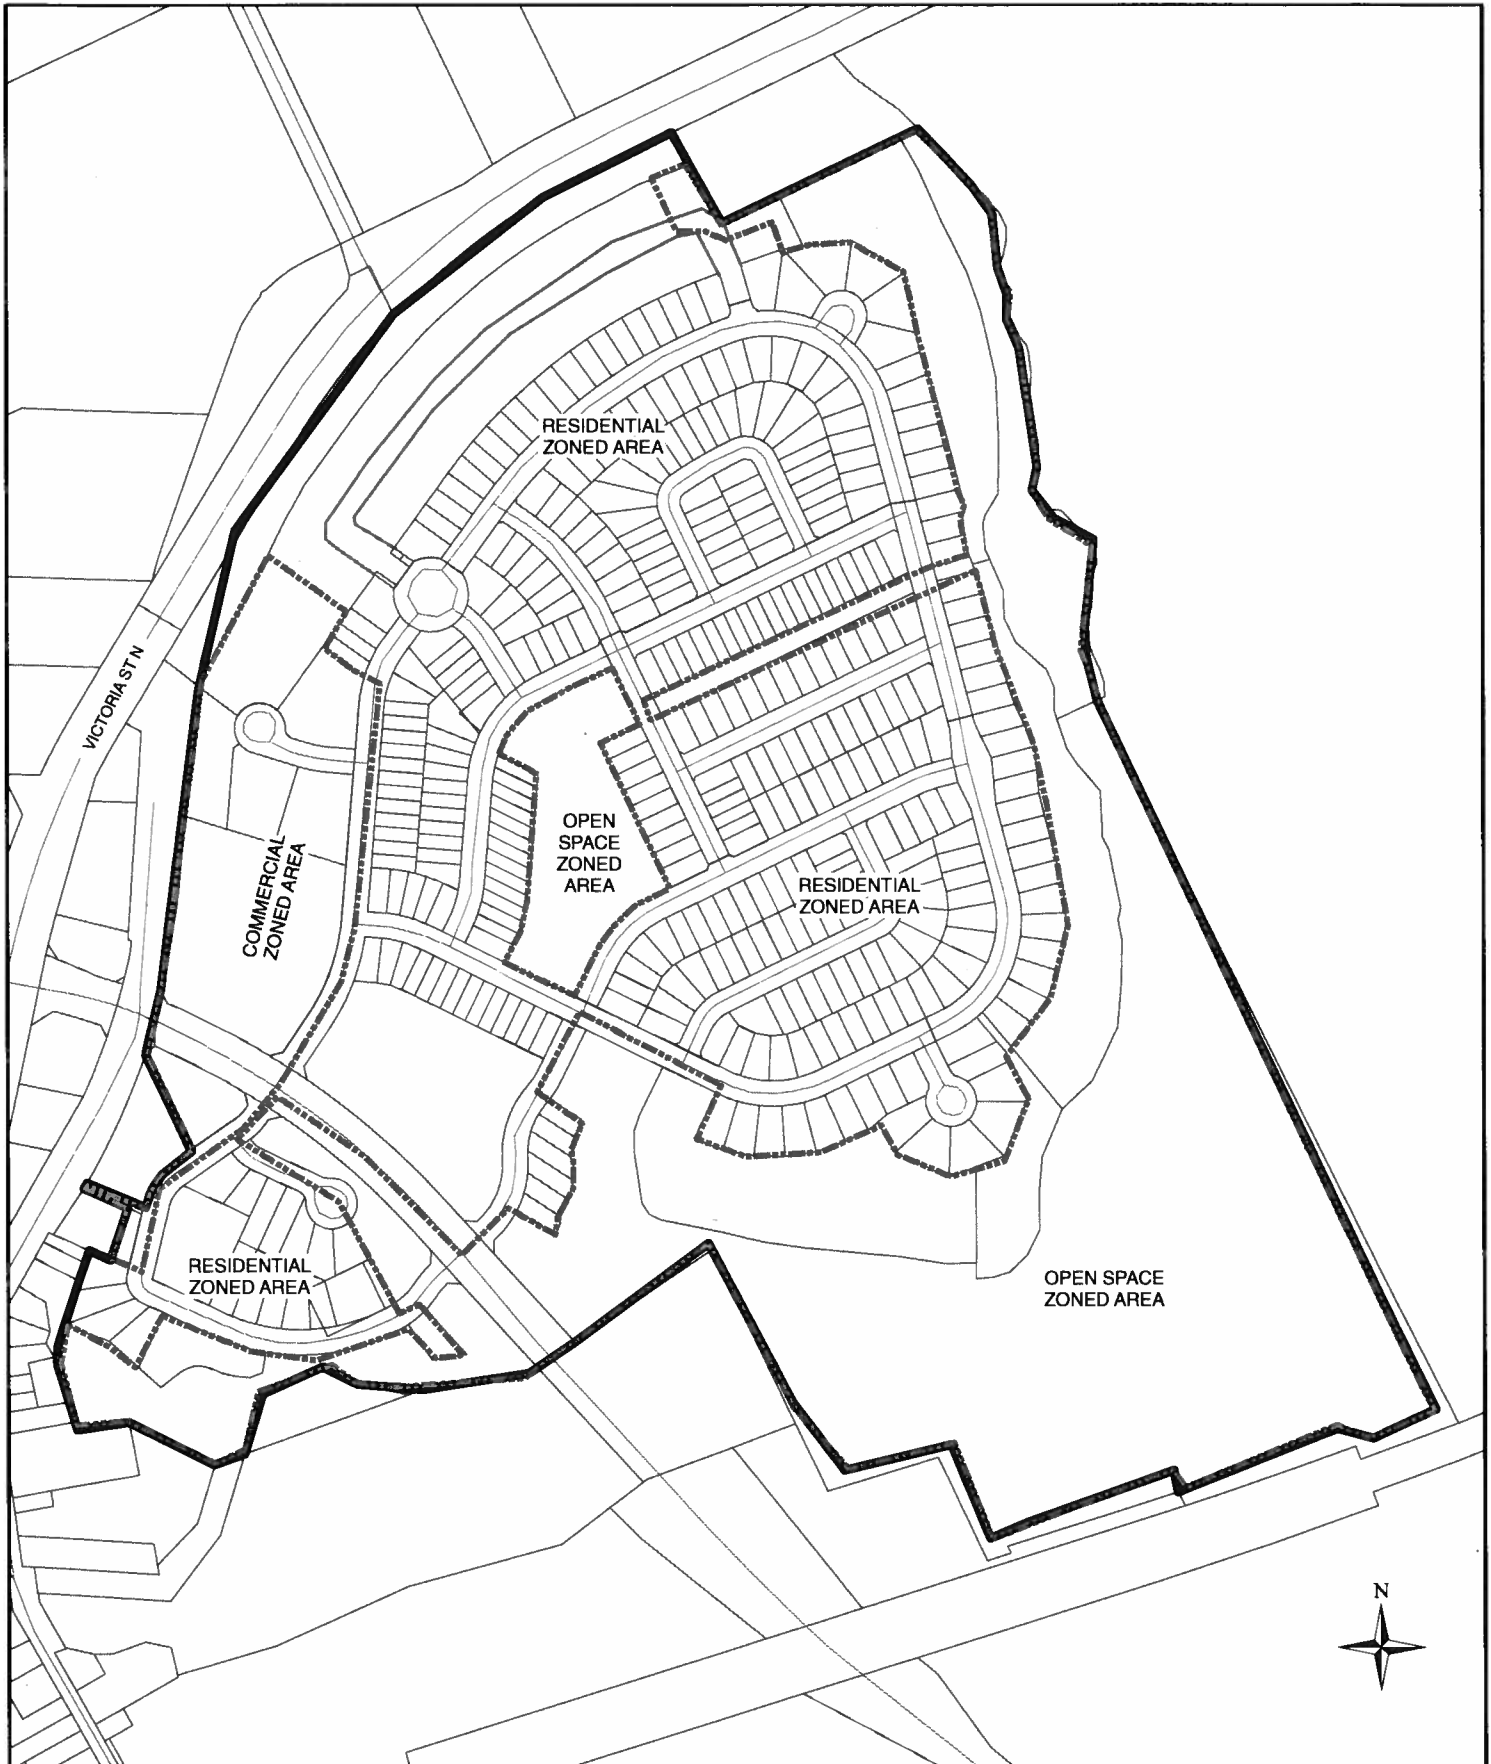 RESIDENTIAL
ZONED AREA
VICTORIA ST N
OPEN
SPACE
ZONED
AREA
COMMERCIAL
ZONED AREA
RESIDENTIAL
ZONED AREA
RESIDENTIAL
ZONED AREA
OPEN SPACE
ZONED AREA
N